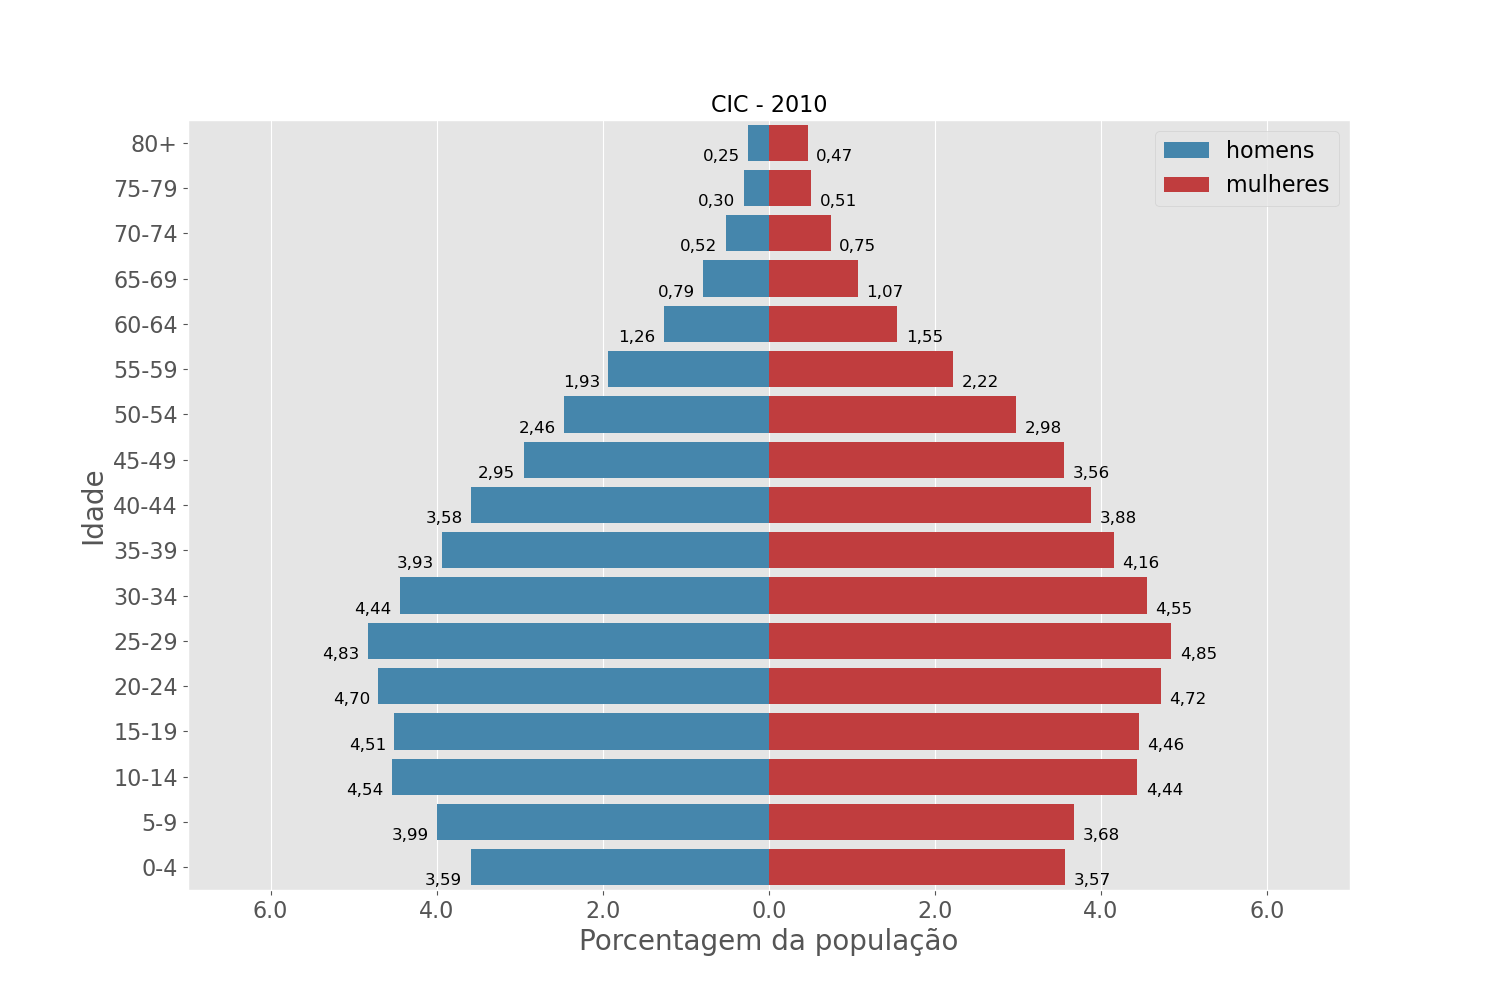 CIC - 2010
homens
mulheres
Idade
80+ 0,25 0,47
75-79 0,30 0,51
70-74 0,52 0,75
65-69 0,79 1,07
60-64 1,26 1,55
55-59 1,93 2,22
50-54 2,46 2,98
45-49 2,95 3,56
40-44 3,58 3,88
35-39 3,93 4,16
30-34 4,44 4,55
25-29 4,83 4,85
20-24 4,70 4,72
15-19 4,51 4,46
10-14 4,54 4,44
5-9 3,99 3,68
0-4 3,59 3,57
6.0 4.0 2.0 0.0 2.0 4.0 6.0
Porcentagem da população